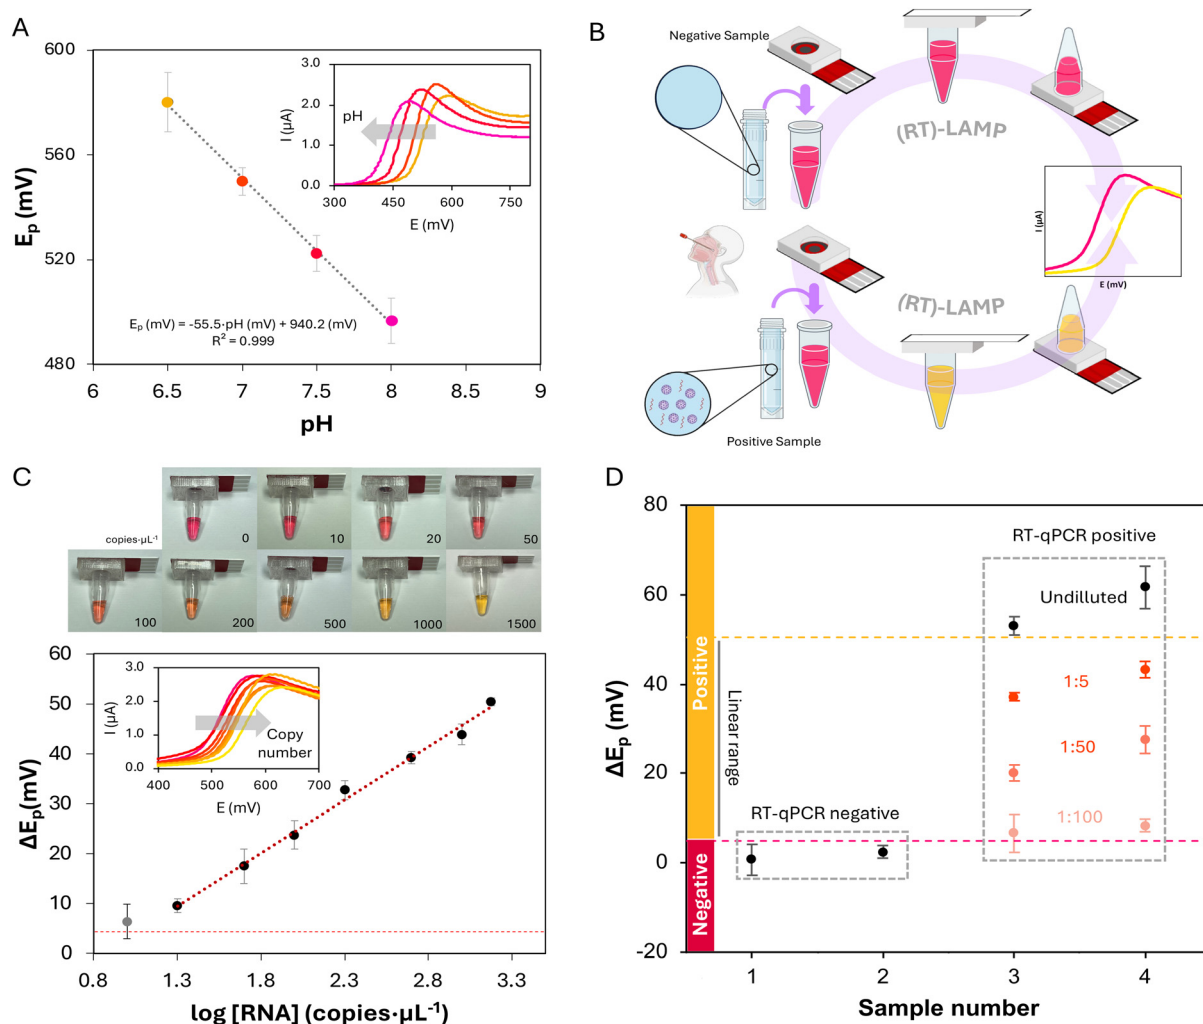 A
600
560
520
480
Eₚ (mV)
6
6.5
7
7.5
8
8.5
9
pH
Eₚ (mV) = -55.5·pH (mV) + 940.2 (mV)
R² = 0.999
3.0
2.0
1.0
0.0
I (µA)
pH
300
450
600
750
E (mV)
B
Negative Sample
(RT)-LAMP
I (µA)
E (mV)
(RT)-LAMP
Positive Sample
C
copies·µL⁻¹
0
10
20
50
100
200
500
1000
1500
60
50
40
30
20
10
0
ΔEₚ(mV)
3.0
2.0
1.0
0.0
I (µA)
Copy
number
400
500
600
700
E (mV)
0.8
1.3
1.8
2.3
2.8
3.3
log [RNA] (copies·µL⁻¹)
D
80
60
40
20
0
-20
ΔEₚ (mV)
Positive
Negative
Linear range
RT-qPCR positive
Undilluted
1:5
1:50
1:100
RT-qPCR negative
1
2
3
4
Sample number